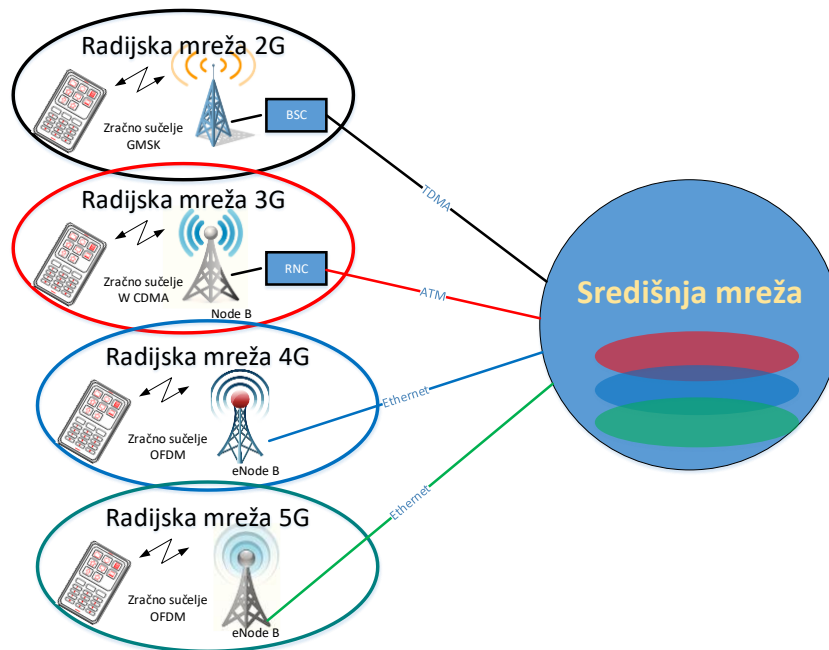 Radijska mreža 2G
Zračno sučelje
GMSK
BSC
TDMA
Radijska mreža 3G
Zračno sučelje
W CDMA
Node B
RNC
ATM
Središnja mreža
Radijska mreža 4G
Zračno sučelje
OFDM
eNode B
Ethernet
Radijska mreža 5G
Zračno sučelje
OFDM
eNode B
Ethernet